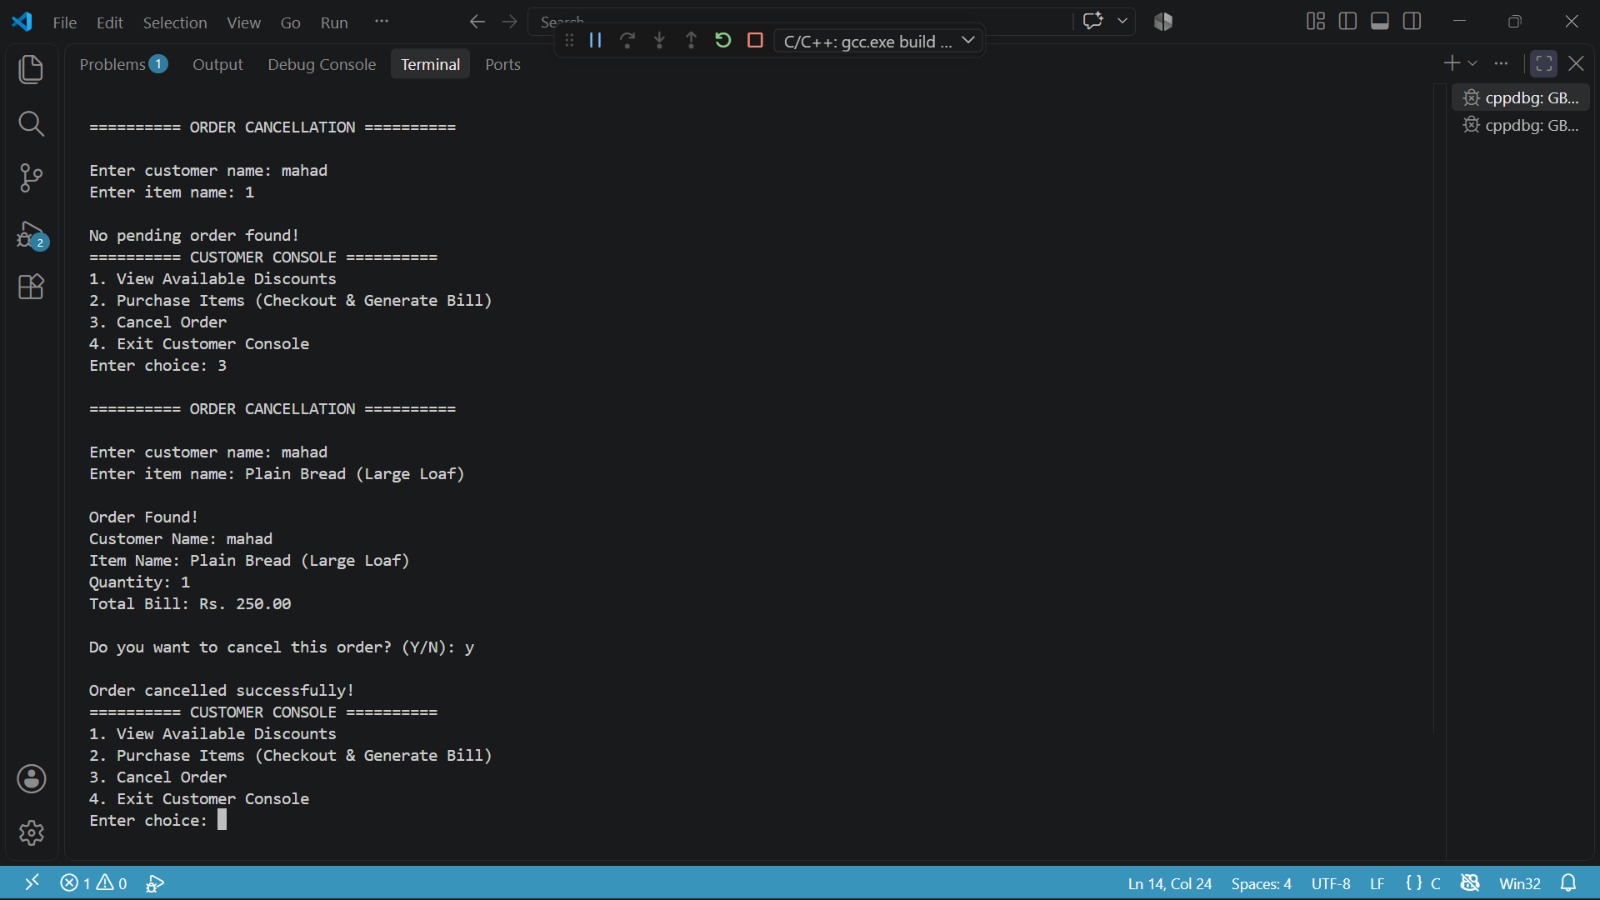 File Edit Selection View Go Run ··· Search
C/C++: gcc.exe build ...
Problems 1 Output Debug Console Terminal Ports
========== ORDER CANCELLATION ==========
Enter customer name: mahad
Enter item name: 1
No pending order found!
========== CUSTOMER CONSOLE ==========
1. View Available Discounts
2. Purchase Items (Checkout & Generate Bill)
3. Cancel Order
4. Exit Customer Console
Enter choice: 3
========== ORDER CANCELLATION ==========
Enter customer name: mahad
Enter item name: Plain Bread (Large Loaf)
Order Found!
Customer Name: mahad
Item Name: Plain Bread (Large Loaf)
Quantity: 1
Total Bill: Rs. 250.00
Do you want to cancel this order? (Y/N): y
Order cancelled successfully!
========== CUSTOMER CONSOLE ==========
1. View Available Discounts
2. Purchase Items (Checkout & Generate Bill)
3. Cancel Order
4. Exit Customer Console
Enter choice:
cppdbg: GB...
cppdbg: GB...
2
1 0 Ln 14, Col 24 Spaces: 4 UTF-8 LF { } C Win32